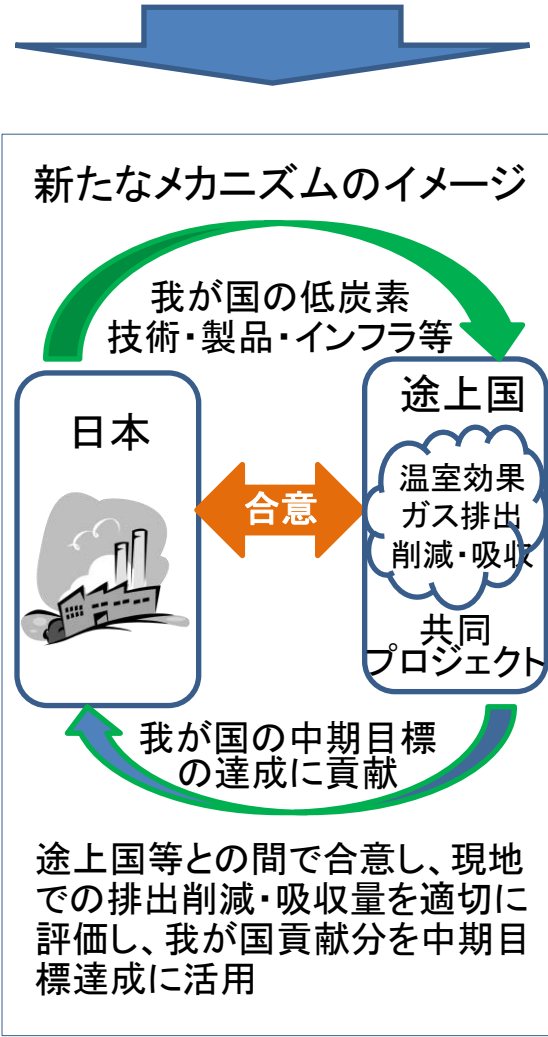 新たなメカニズムのイメージ
我が国の低炭素
技術・製品・インフラ等
日本
途上国
合意
温室効果
ガス排出
削減・吸収
共同
プロジェクト
我が国の中期目標
の達成に貢献
途上国等との間で合意し、現地
での排出削減・吸収量を適切に
評価し、我が国貢献分を中期目
標達成に活用